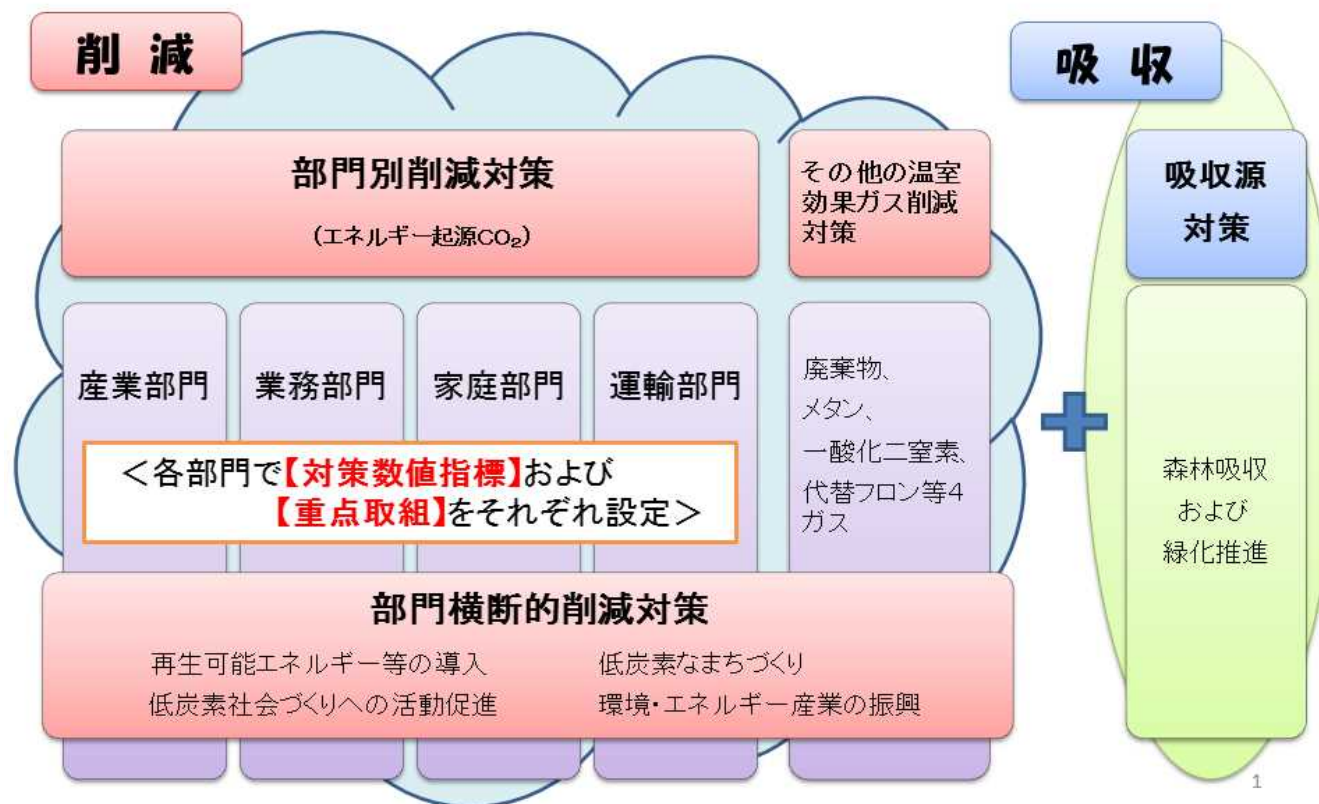 削 減
吸 収
部門別削減対策
（エネルギー起源CO₂）
その他の温室
効果ガス削減
対策
吸収源
対策
産業部門
業務部門
家庭部門
運輸部門
廃棄物、
メタン、
一酸化二窒素、
代替フロン等4
ガス
＜各部門で【対策数値指標】および
【重点取組】をそれぞれ設定＞
森林吸収
および
緑化推進
部門横断的削減対策
再生可能エネルギー等の導入
低炭素なまちづくり
低炭素社会づくりへの活動促進
環境・エネルギー産業の振興
1